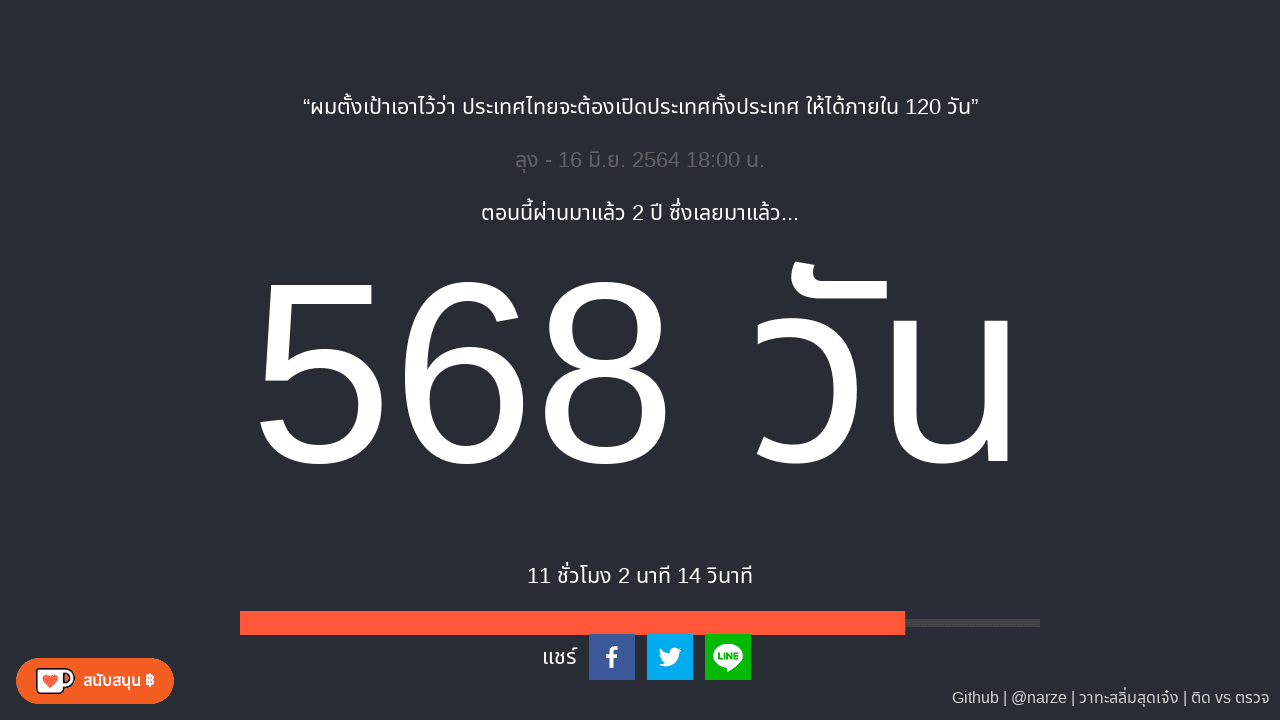 “ผมตั้งเป้าเอาไว้ว่า ประเทศไทยจะต้องเปิดประเทศทั้งประเทศ ให้ได้ภายใน 120 วัน”
ลุง - 16 มิ.ย. 2564 18:00 น.
ตอนนี้ผ่านมาแล้ว 2 ปี ซึ่งเลยมาแล้ว...
568 วัน
11 ชั่วโมง 2 นาที 14 วินาที
แชร์
LINE
สนับสนุน ฿
Github | @narze | วาทะสลิ่มสุดเจ๋ง | ติด vs ตรวจ